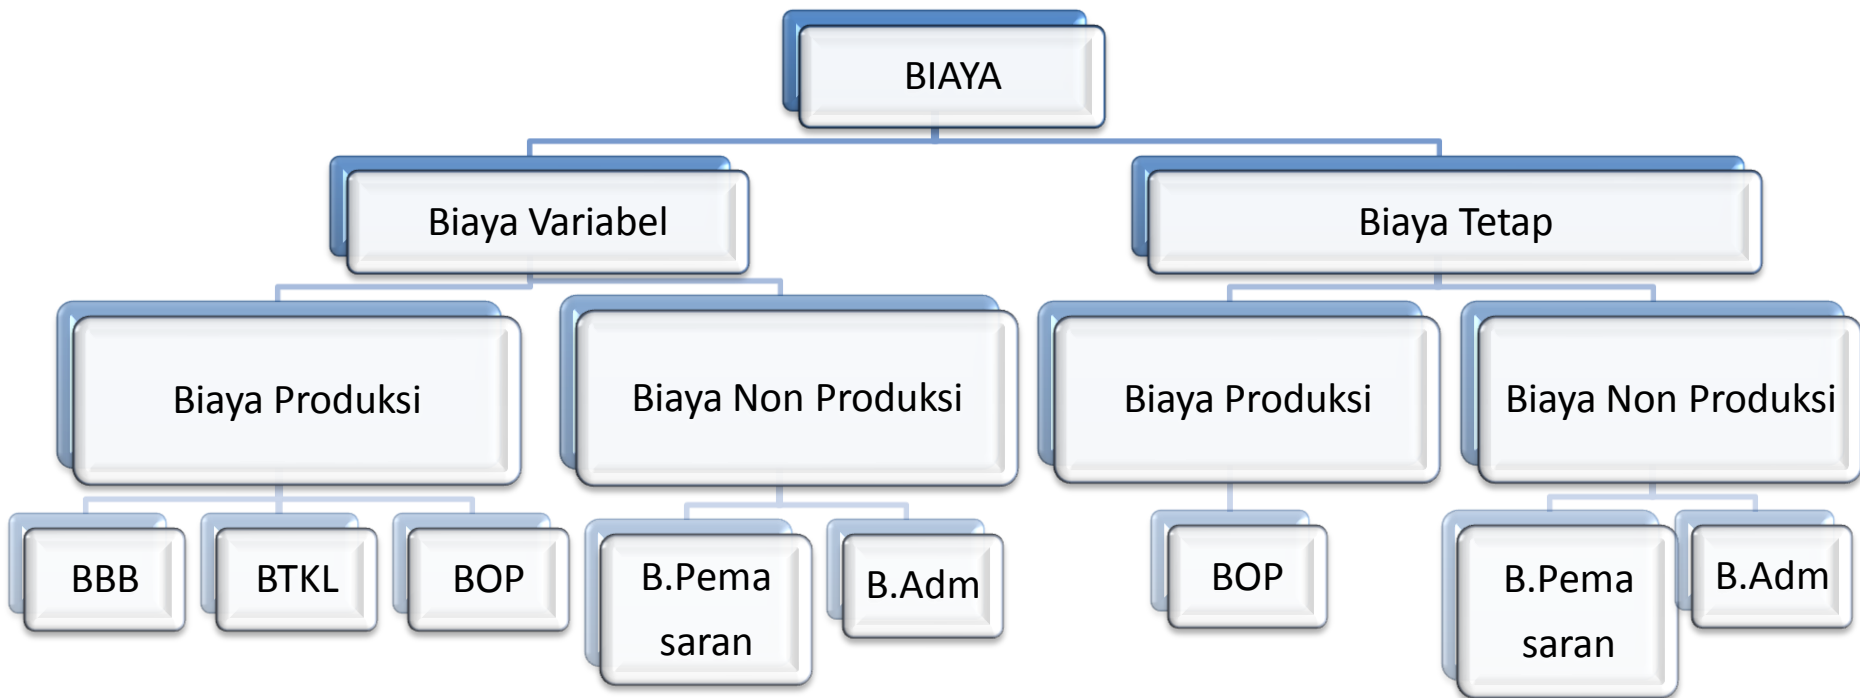 BIAYA
Biaya Variabel
Biaya Tetap
Biaya Produksi
Biaya Non Produksi
Biaya Produksi
Biaya Non Produksi
BBB
BTKL
BOP
B.Pema
saran
B.Adm
BOP
B.Pema
saran
B.Adm